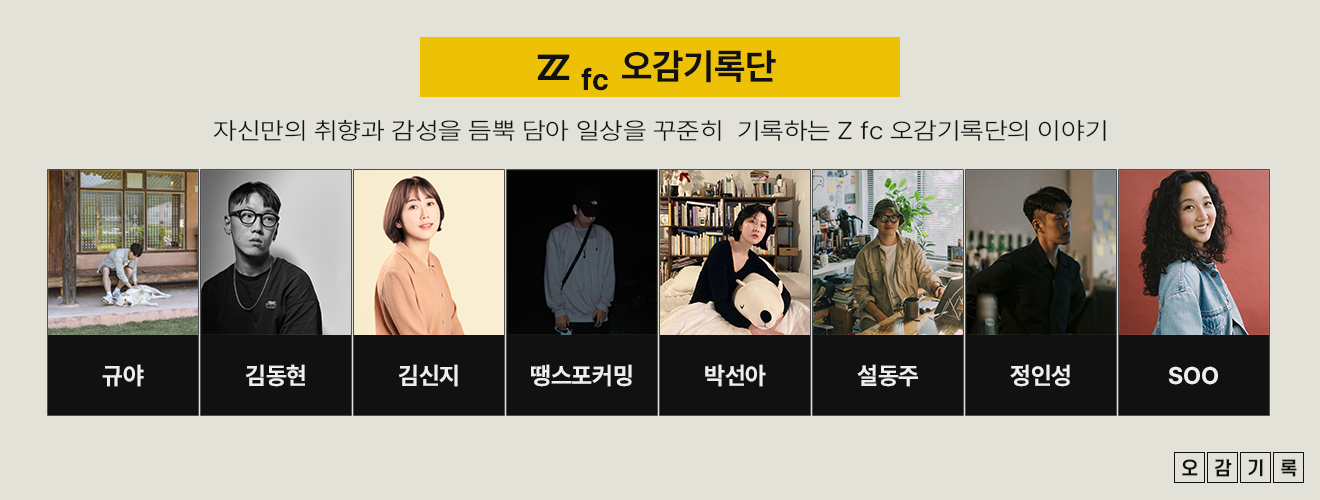 ZZ fc 오감기록단
자신만의 취향과 감성을 듬뿍 담아 일상을 꾸준히 기록하는 Z fc 오감기록단의 이야기
규야
김동현
김신지
땡스포커밍
박선아
설동주
정인성
SOO
오감기록